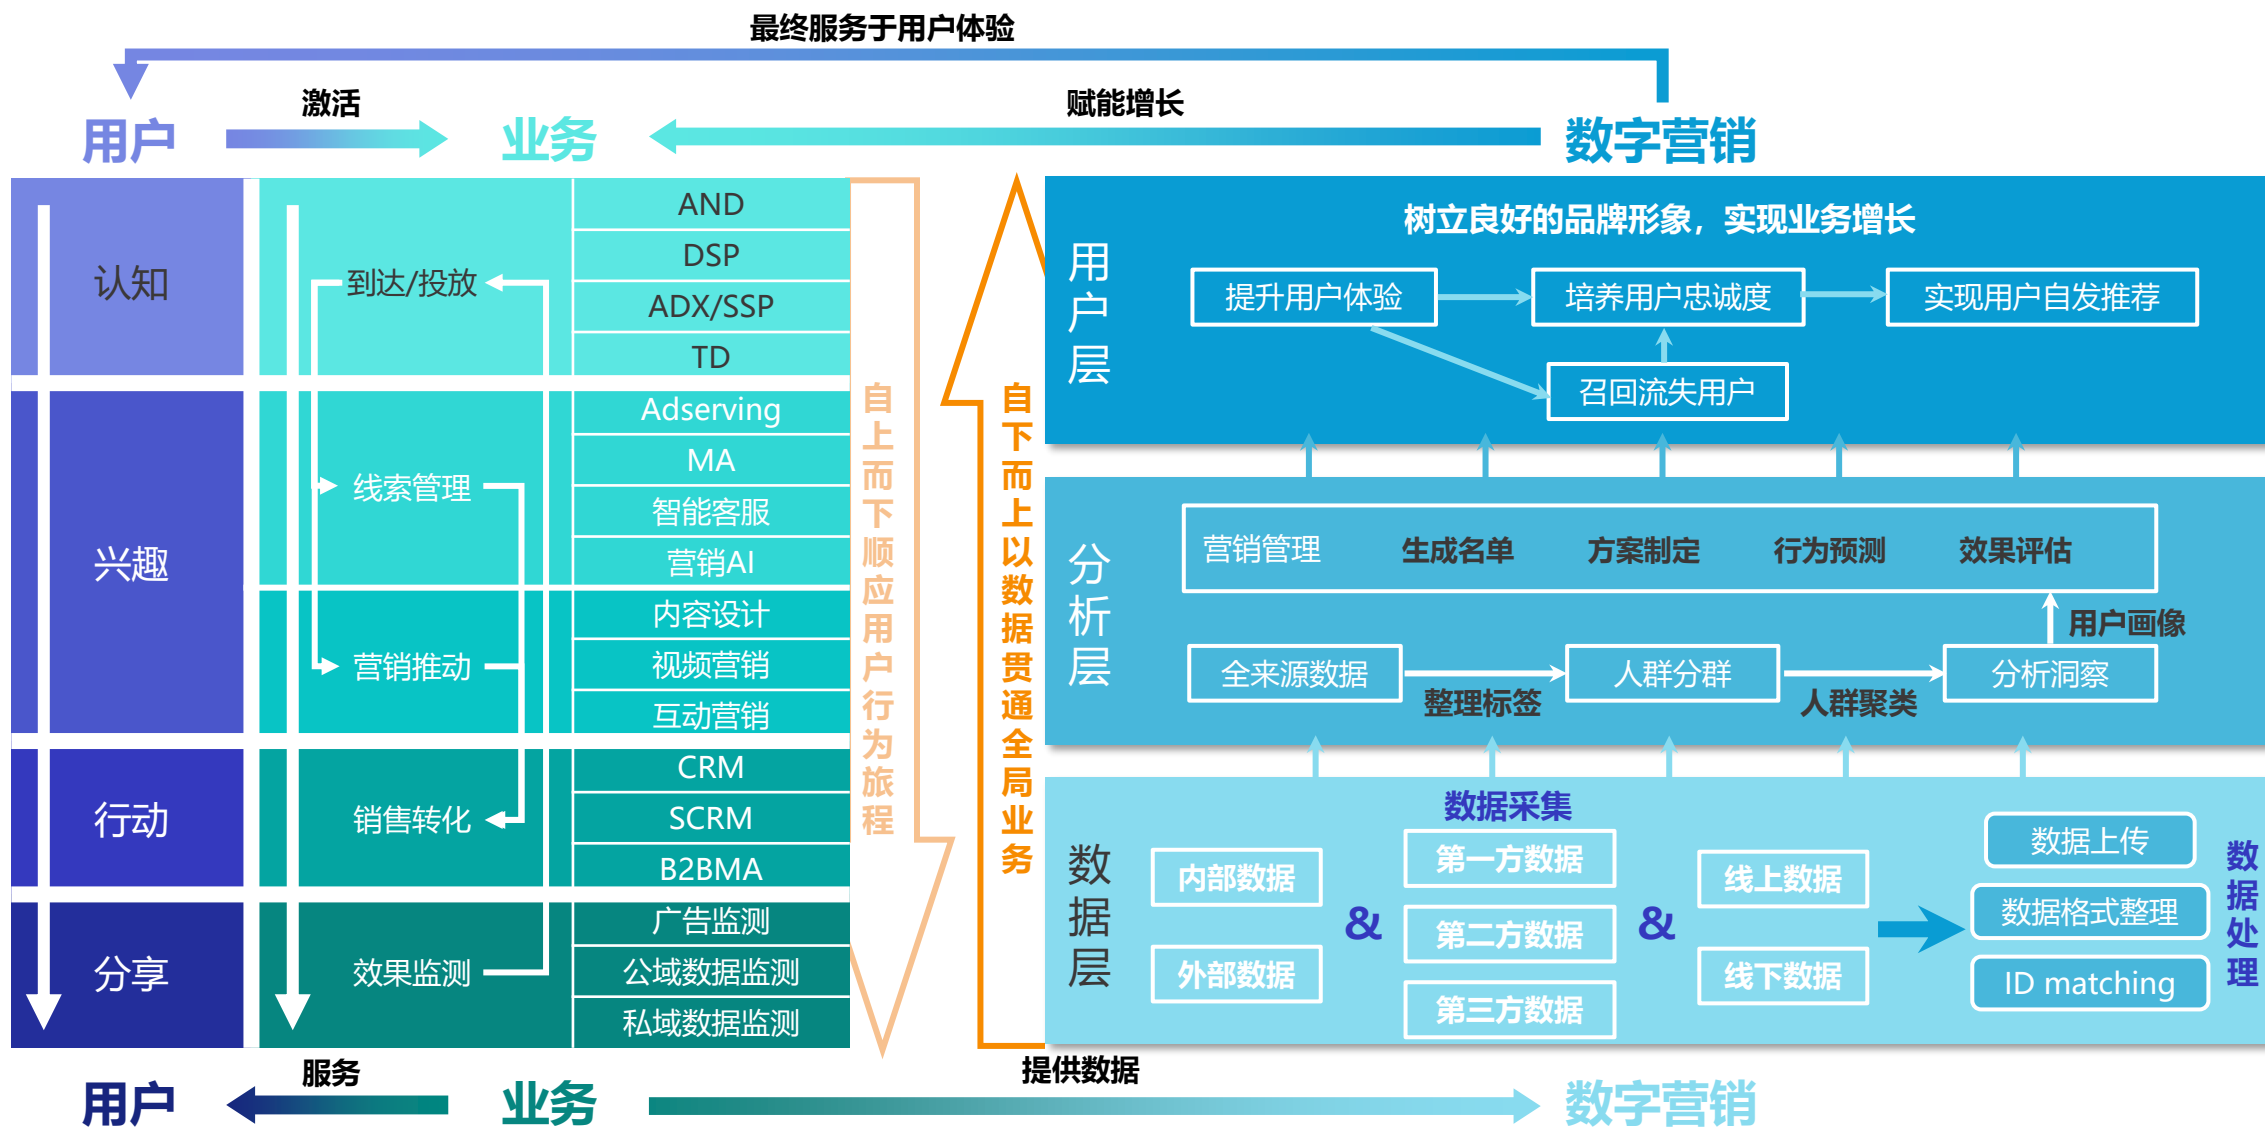 最终服务于用户体验
激活
赋能增长
用户
业务
数字营销
认知
兴趣
行动
分享
到达/投放
线索管理
营销推动
销售转化
效果监测
AND
DSP
ADX/SSP
TD
Adserving
MA
智能客服
营销AI
内容设计
视频营销
互动营销
CRM
SCRM
B2BMA
广告监测
公域数据监测
私域数据监测
自上而下顺应用户行为旅程
自下而上以数据贯通全局业务
用户层
树立良好的品牌形象，实现业务增长
提升用户体验
培养用户忠诚度
实现用户自发推荐
召回流失用户
分析层
营销管理
生成名单
方案制定
行为预测
效果评估
用户画像
全来源数据
整理标签
人群分群
人群聚类
分析洞察
数据层
数据采集
内部数据
外部数据
&
第一方数据
第二方数据
第三方数据
&
线上数据
线下数据
数据上传
数据格式整理
ID matching
数据处理
服务
提供数据
用户
业务
数字营销